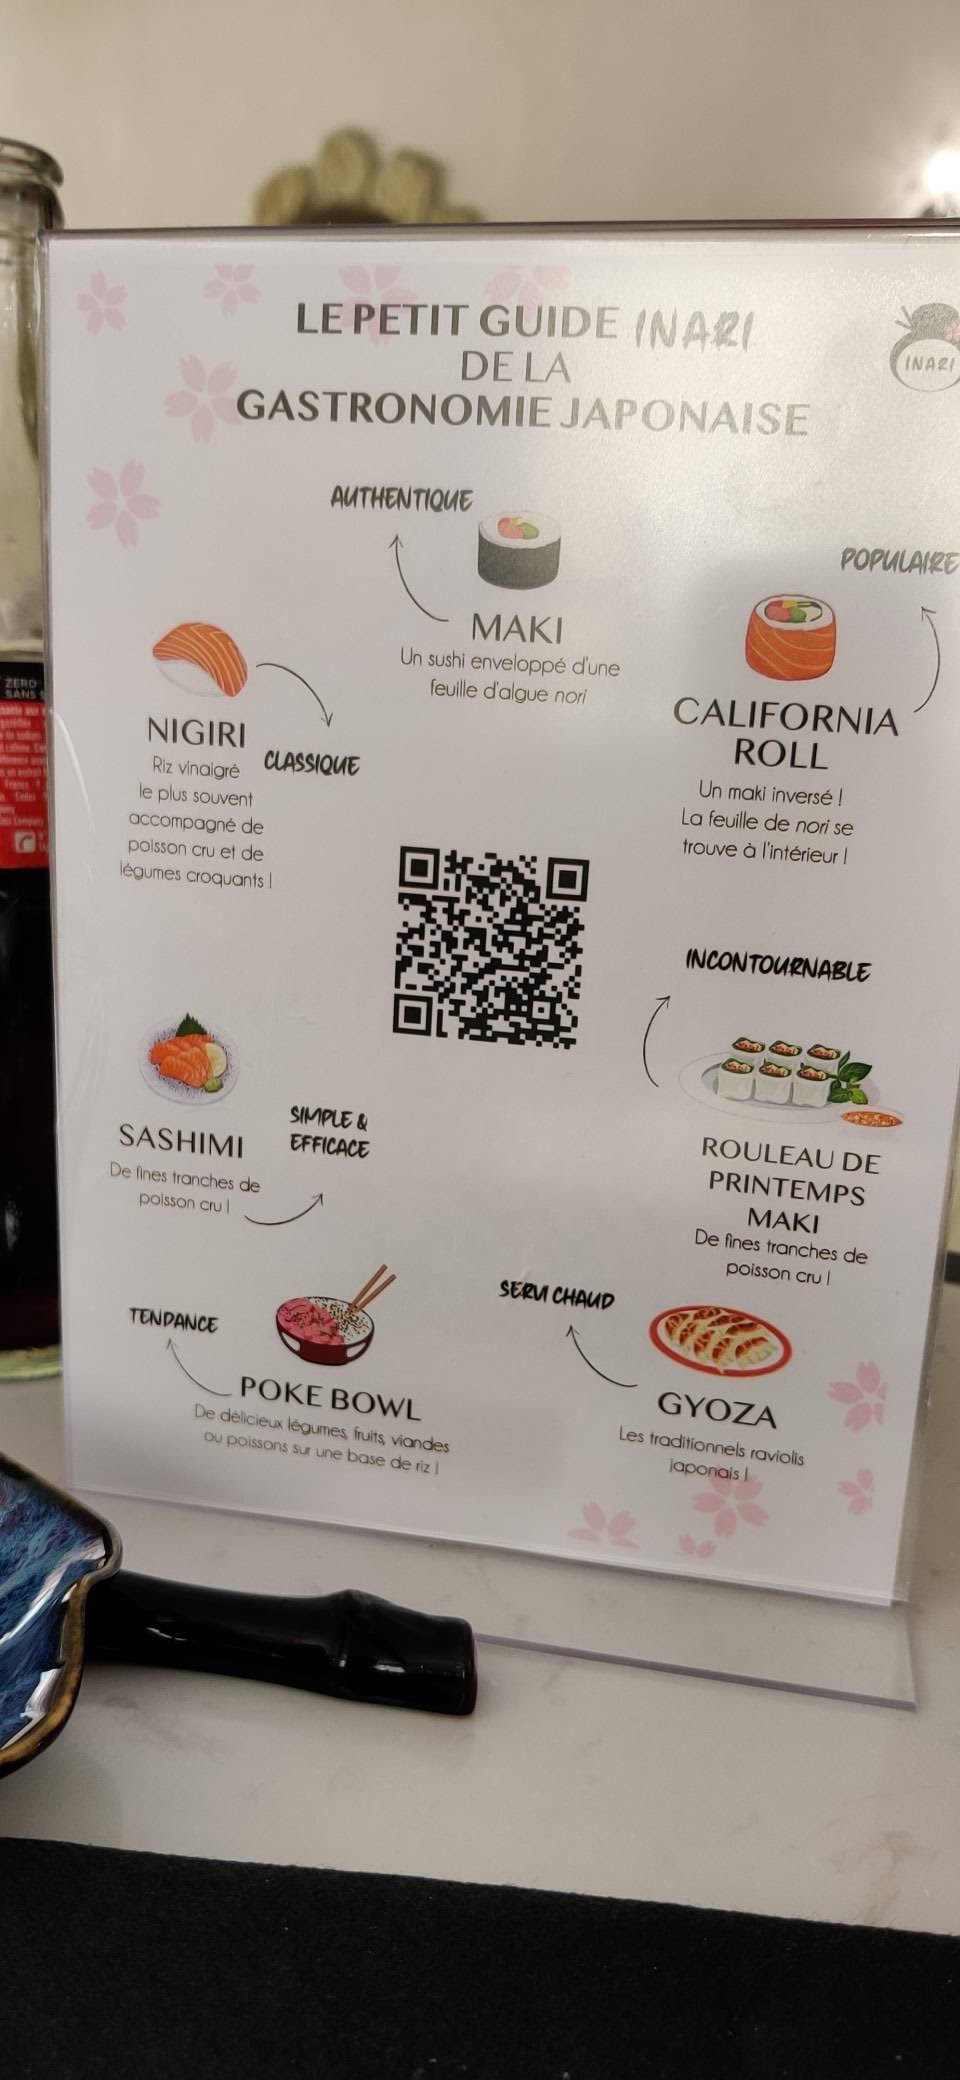 LE PETIT GUIDE INARI
DE LA
GASTRONOMIE JAPONAISE
INARI
AUTHENTIQUE
MAKI
Un sushi enveloppé d'une
feuille d'algue nori
POPULAIRE
CALIFORNIA
ROLL
Un maki inversé !
La feuille de nori se
trouve à l'intérieur !
NIGIRI
CLASSIQUE
Riz vinaigré
le plus souvent
accompagné de
poisson cru et de
légumes croquants !
INCONTOURNABLE
ROULEAU DE
PRINTEMPS
MAKI
De fines tranches de
poisson cru !
SASHIMI
De fines tranches de
poisson cru !
SIMPLE &
EFFICACE
TENDANCE
POKE BOWL
De délicieux légumes, fruits, viandes
ou poissons sur une base de riz !
SERVI CHAUD
GYOZA
Les traditionnels raviolis
japonais !
ZERO
SANS